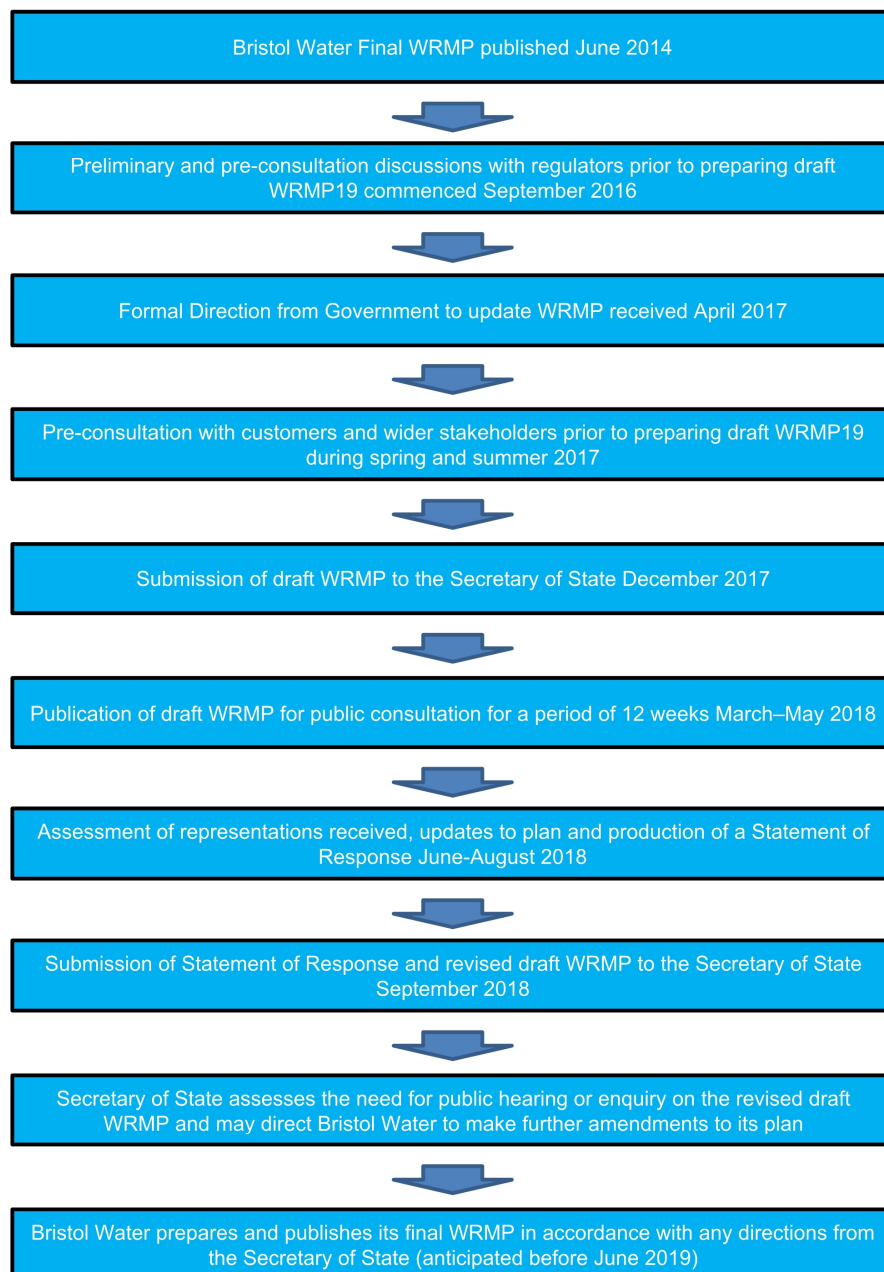 Bristol Water Final WRMP published June 2014
Preliminary and pre-consultation discussions with regulators prior to preparing draft
WRMP19 commenced September 2016
Formal Direction from Government to update WRMP received April 2017
Pre-consultation with customers and wider stakeholders prior to preparing draft WRMP19
during spring and summer 2017
Submission of draft WRMP to the Secretary of State December 2017
Publication of draft WRMP for public consultation for a period of 12 weeks March–May 2018
Assessment of representations received, updates to plan and production of a Statement of
Response June-August 2018
Submission of Statement of Response and revised draft WRMP to the Secretary of State
September 2018
Secretary of State assesses the need for public hearing or enquiry on the revised draft
WRMP and may direct Bristol Water to make further amendments to its plan
Bristol Water prepares and publishes its final WRMP in accordance with any directions from
the Secretary of State (anticipated before June 2019)